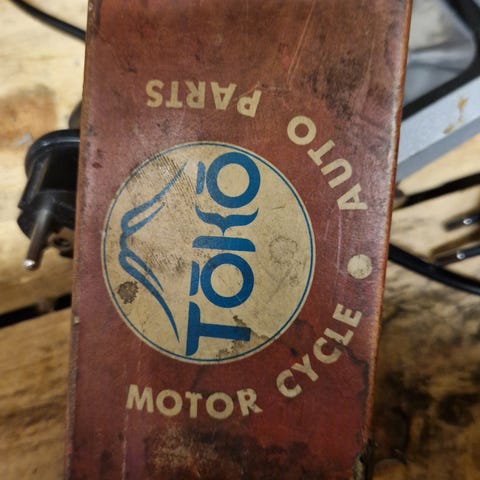 MOTOR CYCLE • AUTO PARTS
TŌKŌ